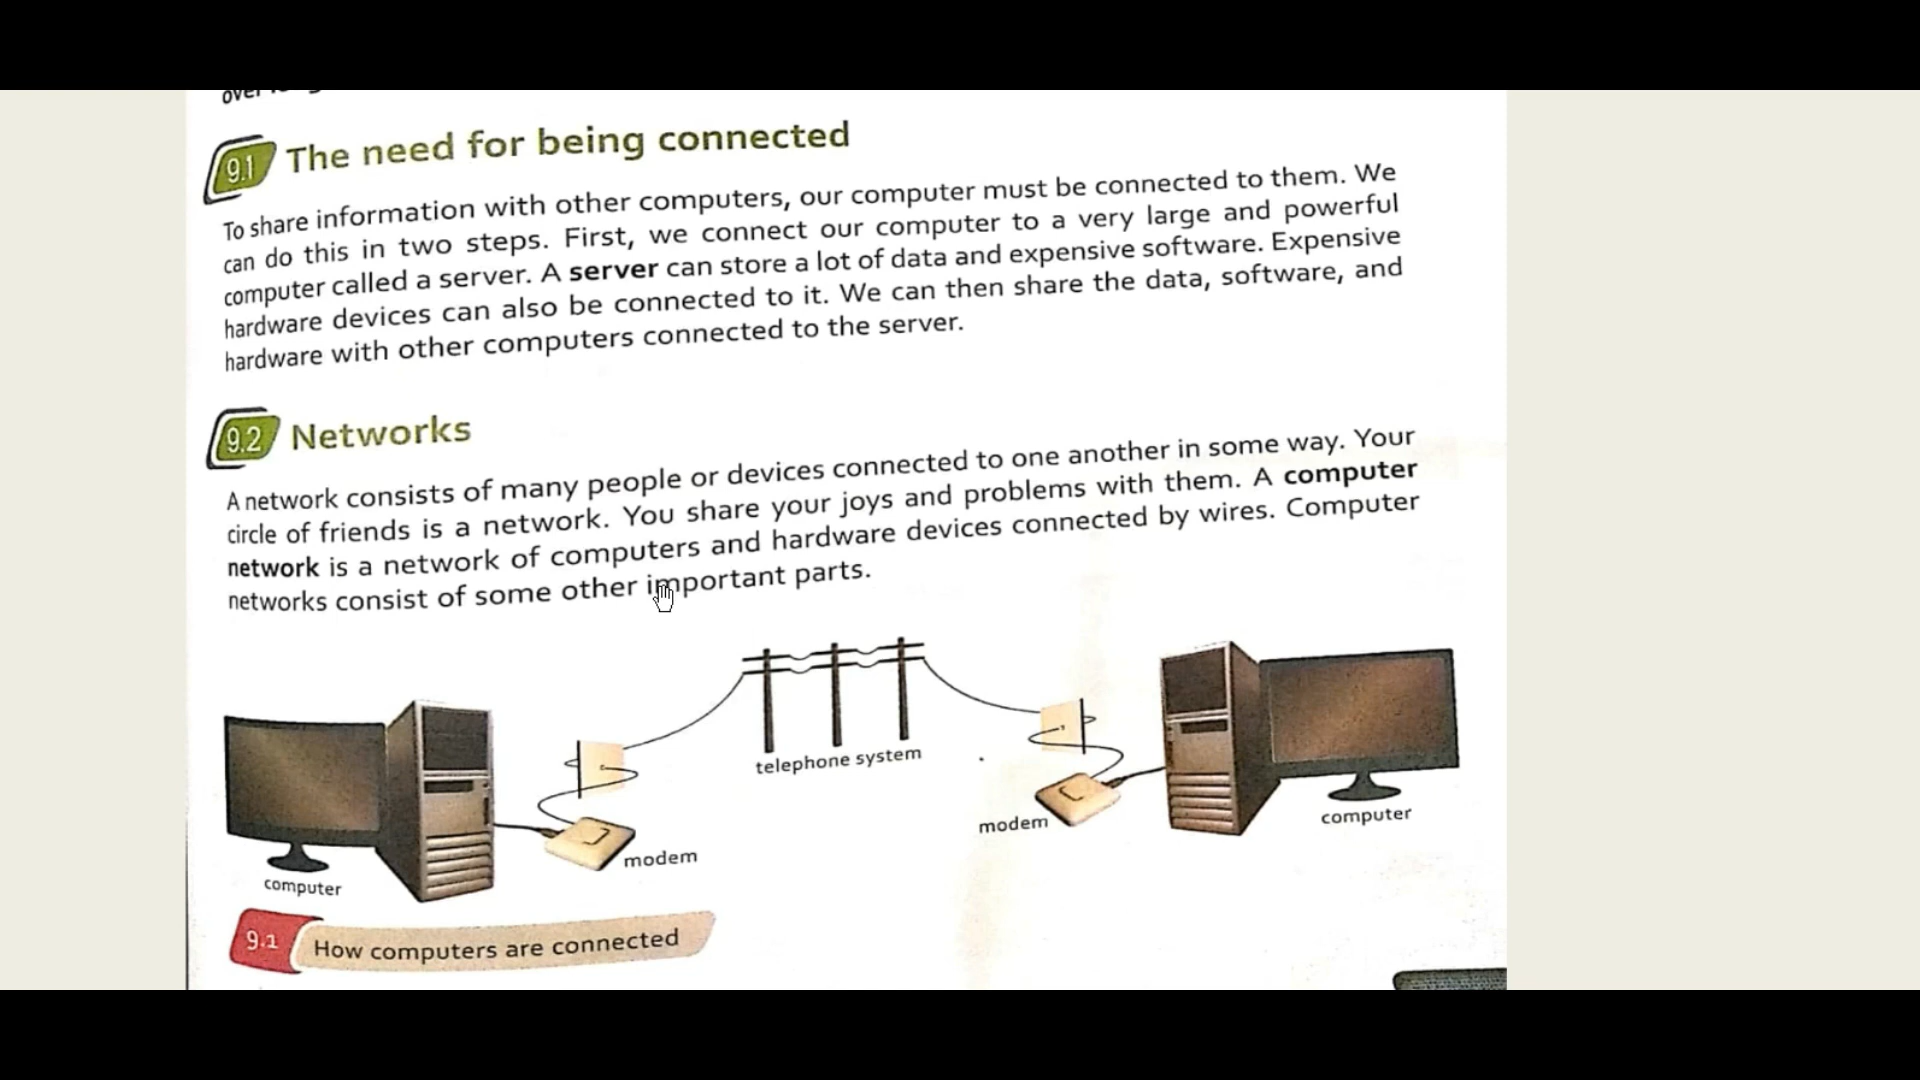 9.1 The need for being connected
To share information with other computers, our computer must be connected to them. We
can do this in two steps. First, we connect our computer to a very large and powerful
computer called a server. A server can store a lot of data and expensive software. Expensive
hardware devices can also be connected to it. We can then share the data, software, and
hardware with other computers connected to the server.
9.2 Networks
A network consists of many people or devices connected to one another in some way. Your
circle of friends is a network. You share your joys and problems with them. A computer
network is a network of computers and hardware devices connected by wires. Computer
networks consist of some other important parts.
telephone system
modem
computer
modem
computer
9.1 How computers are connected